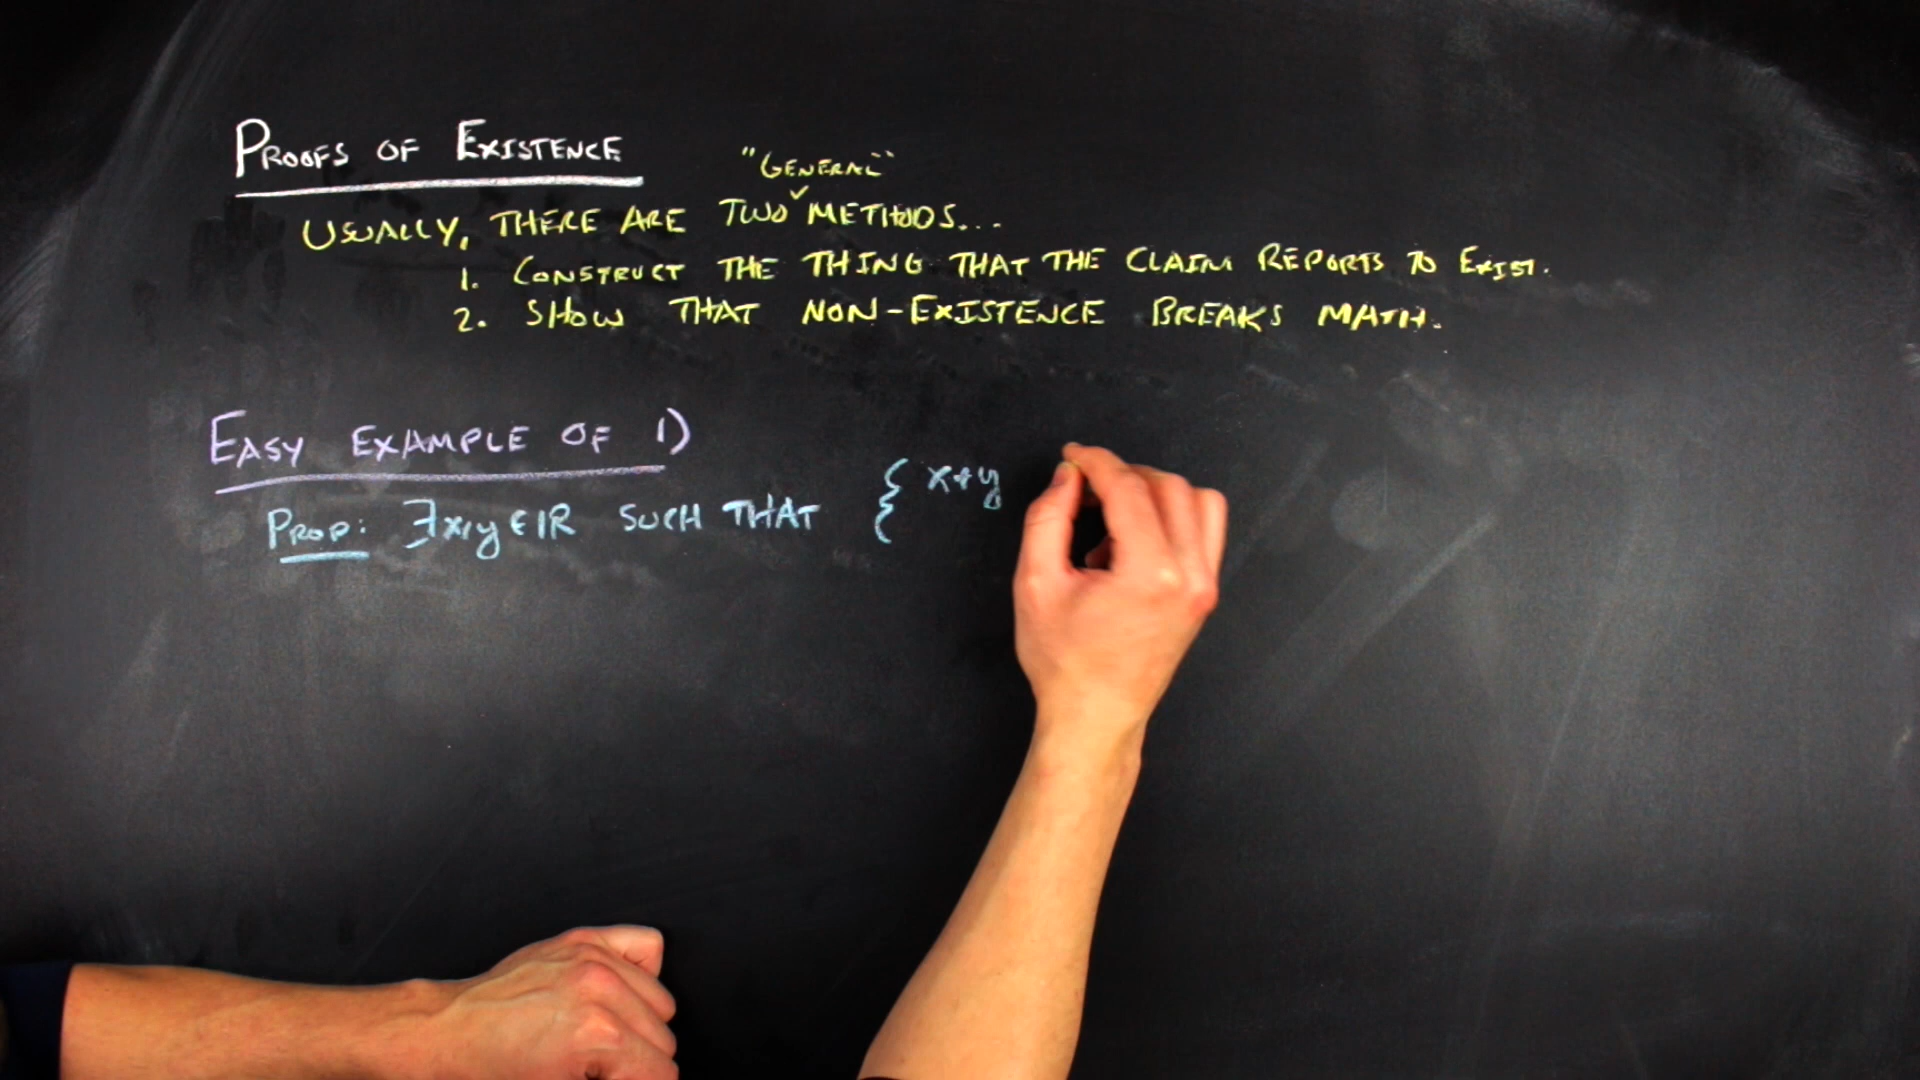 PROOFS OF EXISTENCE
"GENERAL"
USUALLY, THERE ARE TWO ✓ METHODS...
1. CONSTRUCT THE THING THAT THE CLAIM REPORTS TO EXIST.
2. SHOW THAT NON-EXISTENCE BREAKS MATH.
EASY EXAMPLE OF 1)
PROP: ∃x,y∈ℝ SUCH THAT { x+y